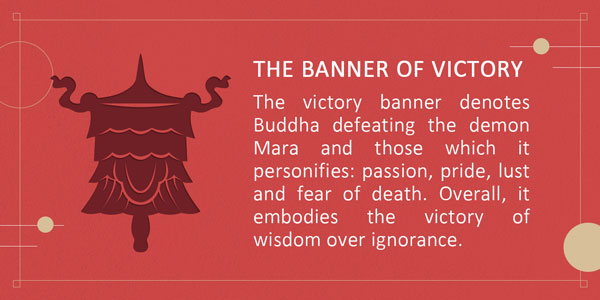 THE BANNER OF VICTORY
The victory banner denotes
Buddha defeating the demon
Mara and those which it
personifies: passion, pride, lust
and fear of death. Overall, it
embodies the victory of
wisdom over ignorance.